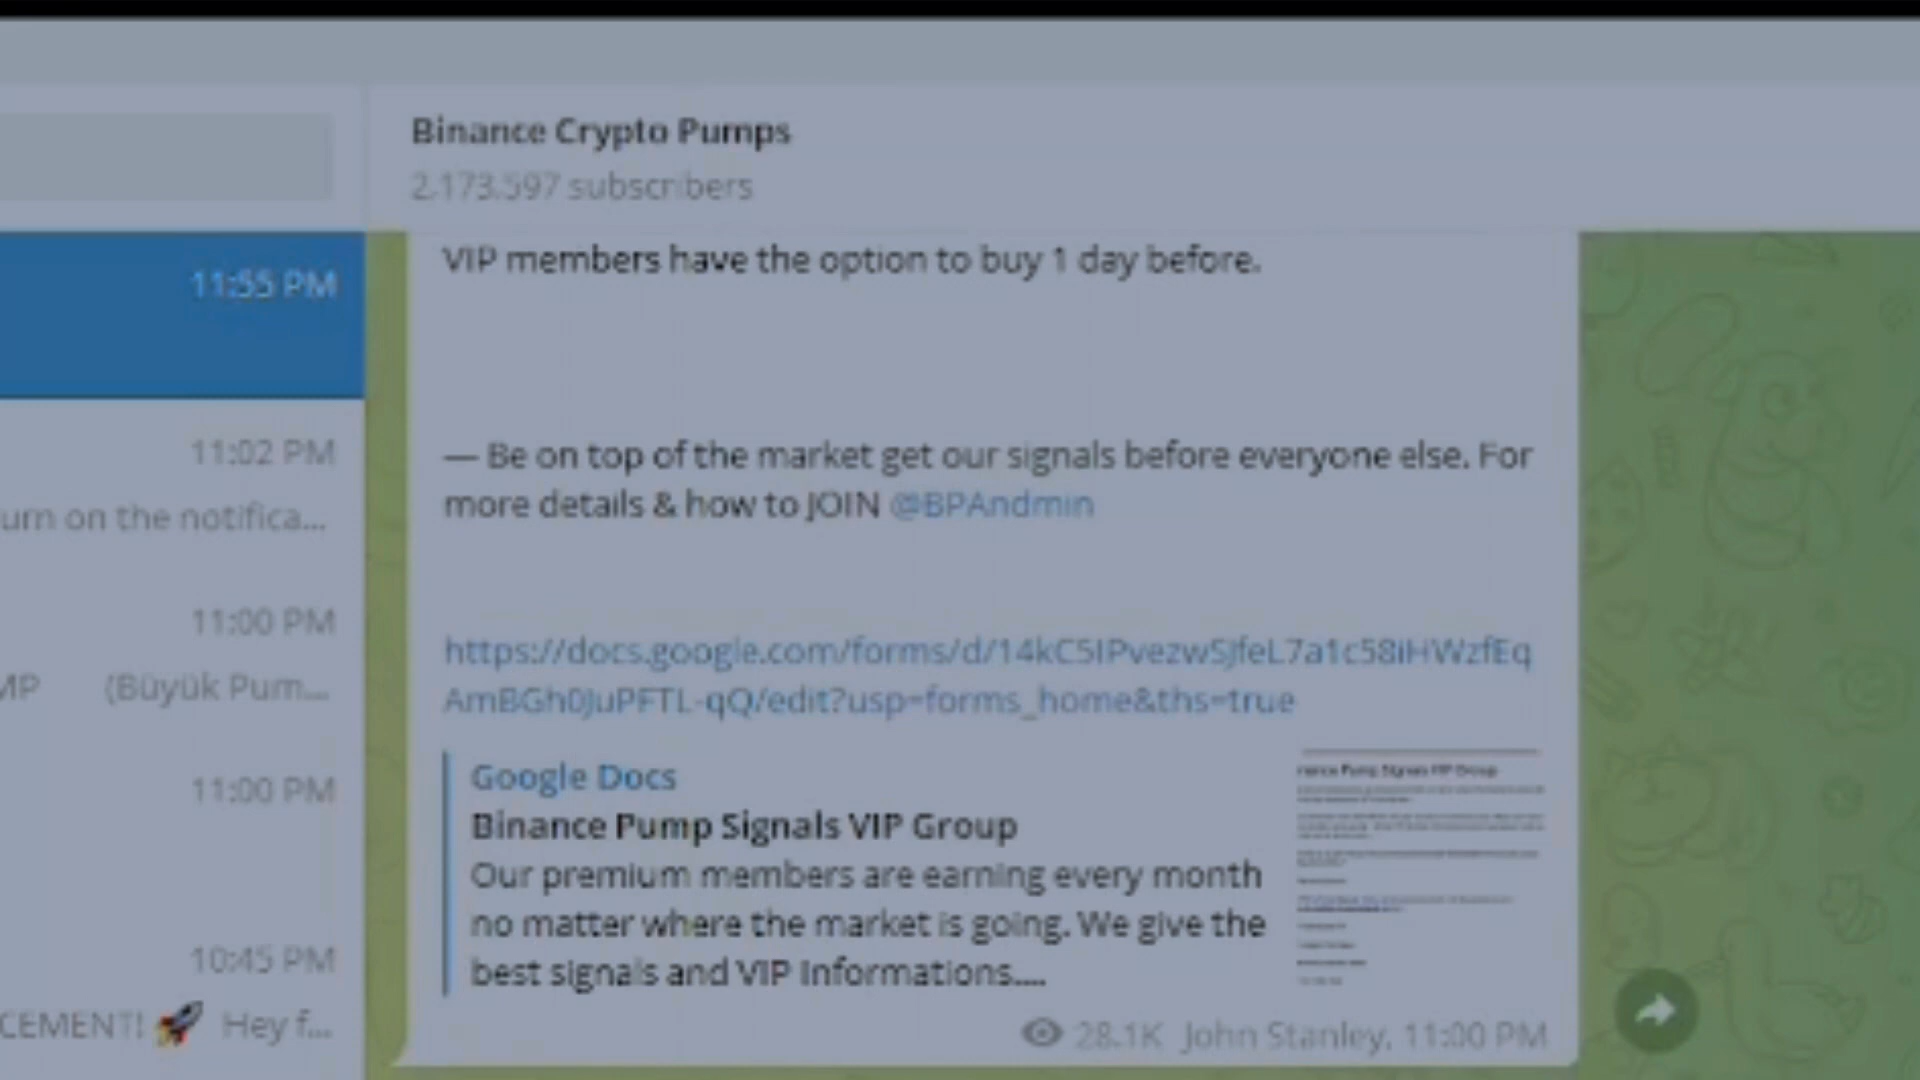 Binance Crypto Pumps
2.173.597 subscribers
11:55 PM
11:02 PM
urn on the notifica...
11:00 PM
MP (Büyük Pum...
11:00 PM
10:45 PM
CEMENT! 🚀 Hey f...
VIP members have the option to buy 1 day before.
— Be on top of the market get our signals before everyone else. For
more details & how to JOIN @BPAndmin
https://docs.google.com/forms/d/14kC5IPvezwSJfeL7a1c58iHWzfEq
AmBGh0JuPFTL-qQ/edit?usp=forms_home&ths=true
Google Docs
Binance Pump Signals VIP Group
Our premium members are earning every month
no matter where the market is going. We give the
best signals and VIP Informations....
nance Pump Signals VIP Group
28.1K John Stanley, 11:00 PM